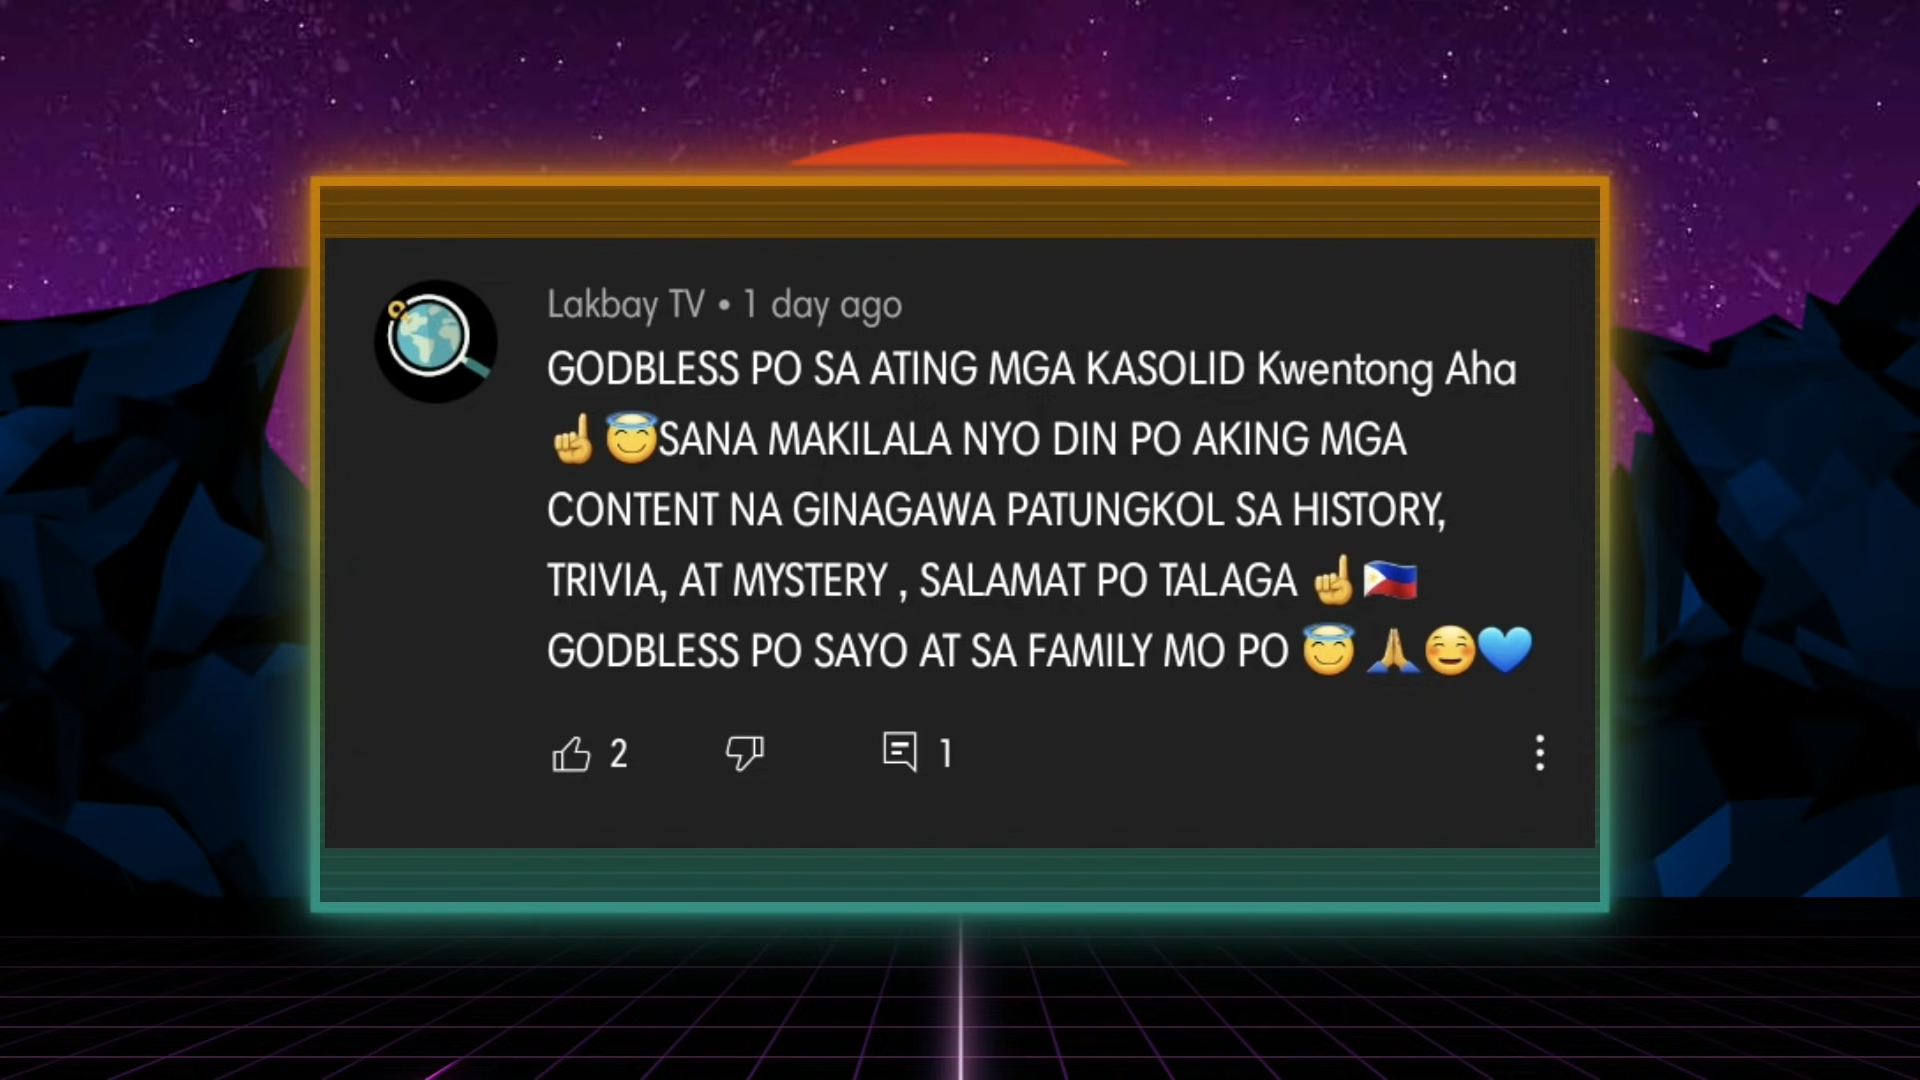 Lakbay TV • 1 day ago
GODBLESS PO SA ATING MGA KASOLID Kwentong Aha
☝😇SANA MAKILALA NYO DIN PO AKING MGA
CONTENT NA GINAGAWA PATUNGKOL SA HISTORY,
TRIVIA, AT MYSTERY , SALAMAT PO TALAGA ☝🇵🇭
GODBLESS PO SAYO AT SA FAMILY MO PO 😇 🙏😊💙
2 1